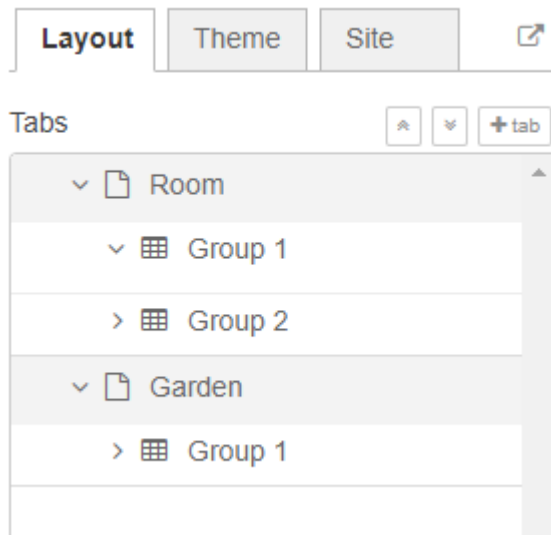 Layout Theme Site
Tabs + tab
Room
Group 1
Group 2
Garden
Group 1